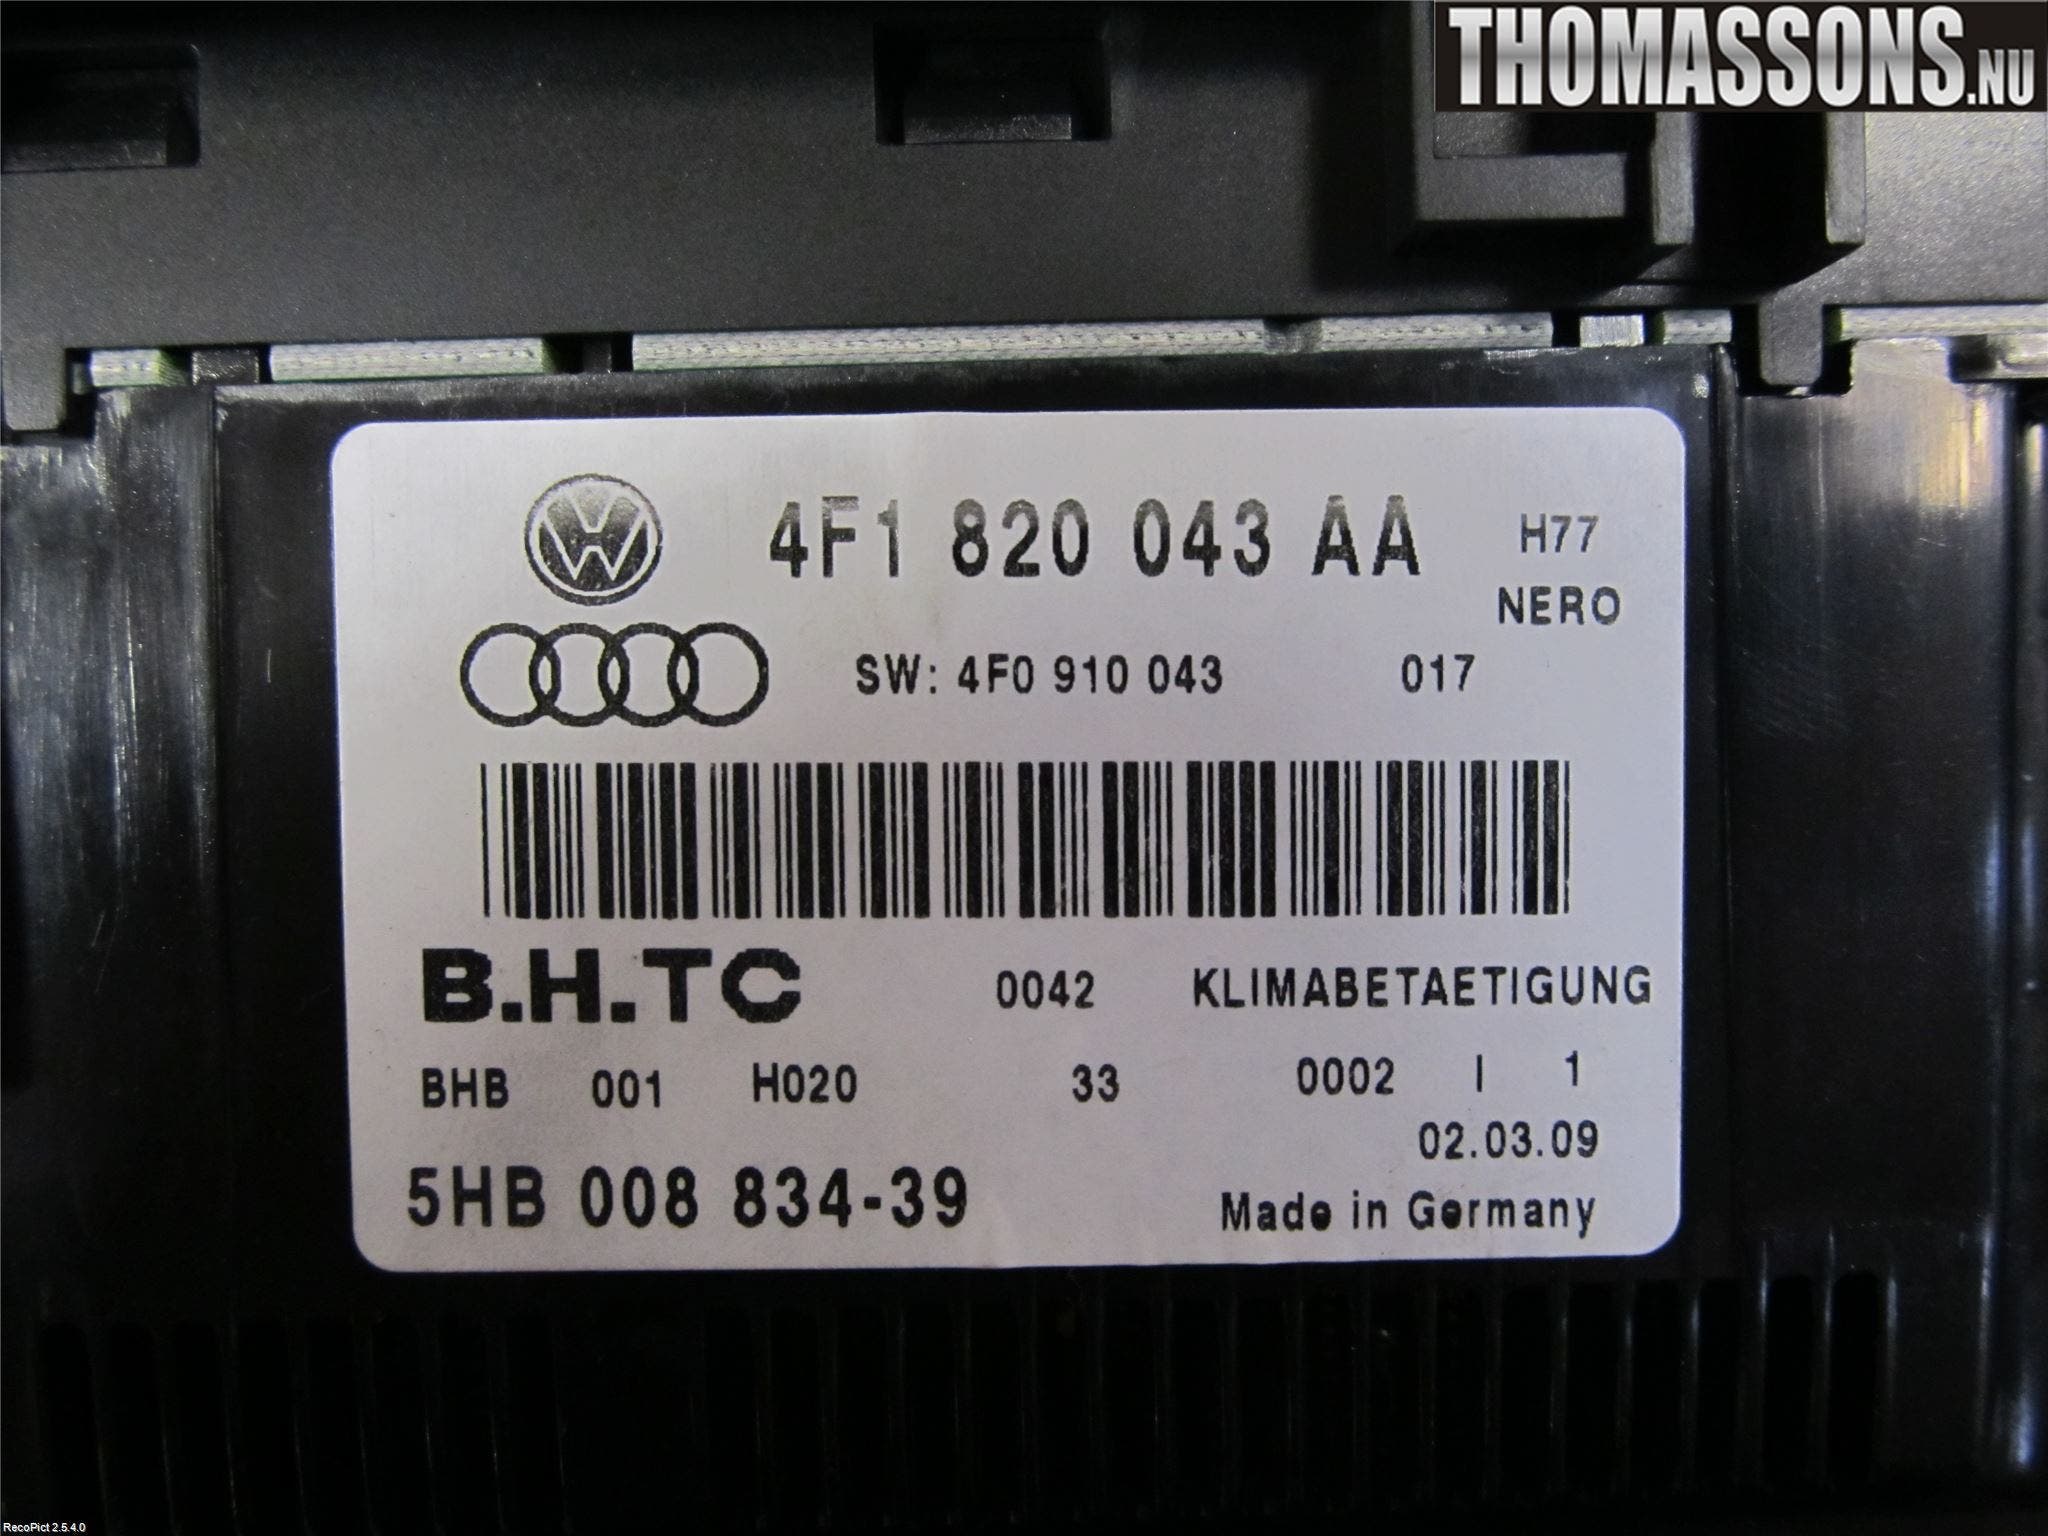 THOMASSONS.NU
4F1 820 043 AA H77
NERO
SW: 4F0 910 043 017
B.H.TC 0042 KLIMABETAETIGUNG
BHB 001 H020 33 0002 I 1
02.03.09
5HB 008 834-39 Made in Germany
RecoPict 2.5.4.0